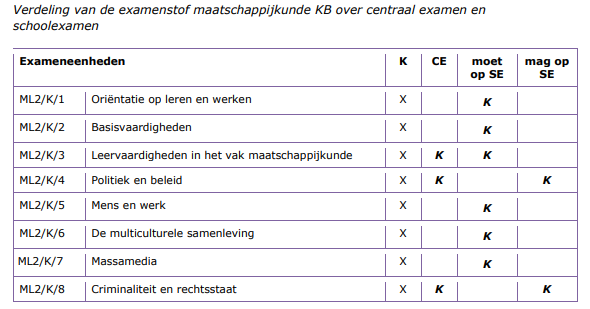 Verdeling van de examenstof maatschappijkunde KB over centraal examen en
schoolexamen
Exameneenheden K CE moet op SE mag op SE
ML2/K/1 Oriëntatie op leren en werken X K
ML2/K/2 Basisvaardigheden X K
ML2/K/3 Leervaardigheden in het vak maatschappijkunde X K K
ML2/K/4 Politiek en beleid X K K
ML2/K/5 Mens en werk X K
ML2/K/6 De multiculturele samenleving X K
ML2/K/7 Massamedia X K
ML2/K/8 Criminaliteit en rechtsstaat X K K